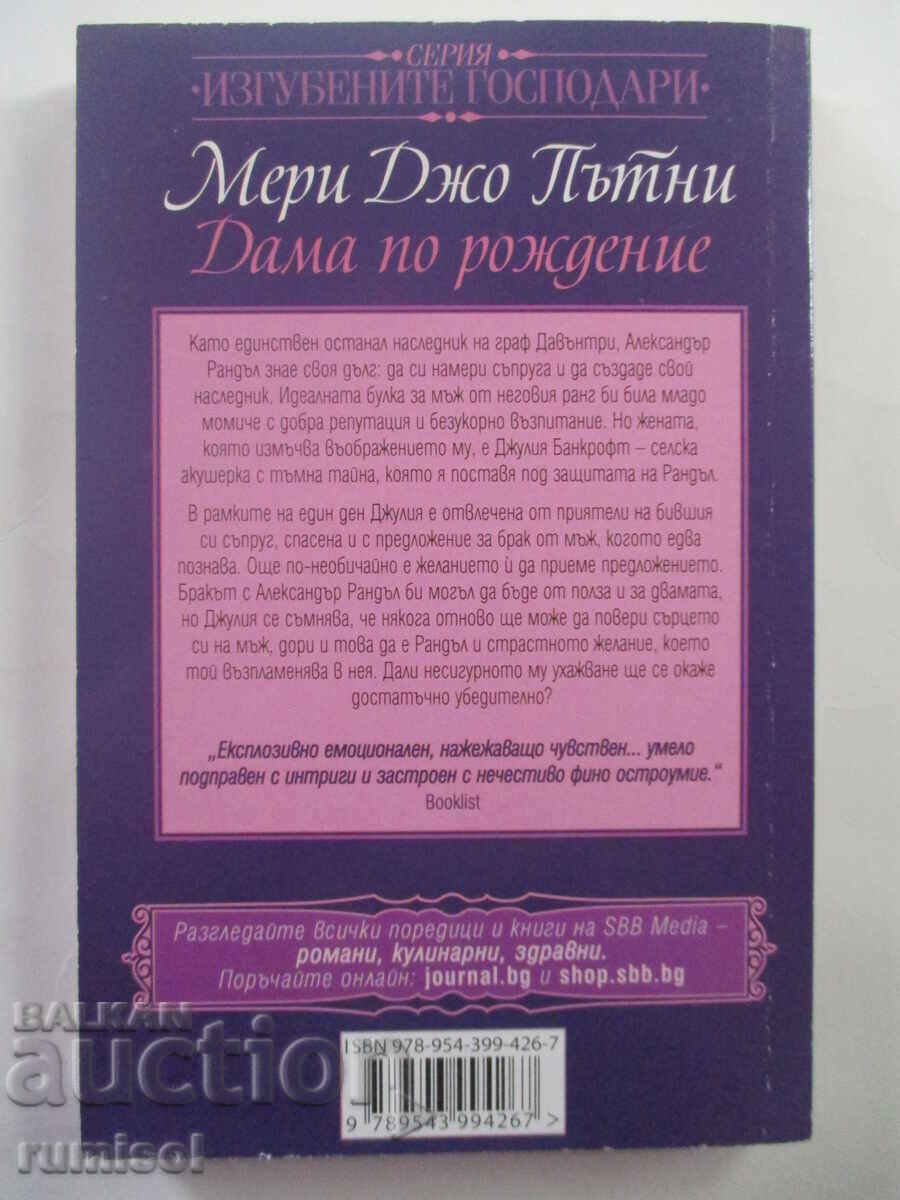 СЕРИЯ
·ИЗГУБЕНИТЕ ГОСПОДАРИ·
Мери Джо Пътни
Дама по рождение
Като единствен останал наследник на граф Давънтри, Александър
Рандъл знае своя дълг: да си намери съпруга и да създаде свой
наследник. Идеалната булка за мъж от неговия ранг би била младо
момиче с добра репутация и безукорно възпитание. Но жената,
която измъчва въображението му, е Джулия Банкрофт – селска
акушерка с тъмна тайна, която я поставя под защитата на Рандъл.
В рамките на един ден Джулия е отвлечена от приятели на бившия
си съпруг, спасена и с предложение за брак от мъж, когото едва
познава. Още по-необичайно е желанието ѝ да приеме предложението.
Бракът с Александър Рандъл би могъл да бъде от полза и за двамата,
но Джулия се съмнява, че някога отново ще може да повери сърцето
си на мъж, дори и това да е Рандъл и страстното желание, което
той възпламенява в нея. Дали несигурното му ухажване ще се окаже
достатъчно убедително?
„Експлозивно емоционален, нажежаващо чувствен... умело
подправен с интриги и застроен с нечестиво фино остроумие.“
Booklist
Разгледайте всички поредици и книги на SBB Media –
романи, кулинарни, здравни.
Поръчайте онлайн: journal.bg и shop.sbb.bg
ISBN 978-954-399-426-7
9 789543 994267 >
BALKAN
auction
rumisol